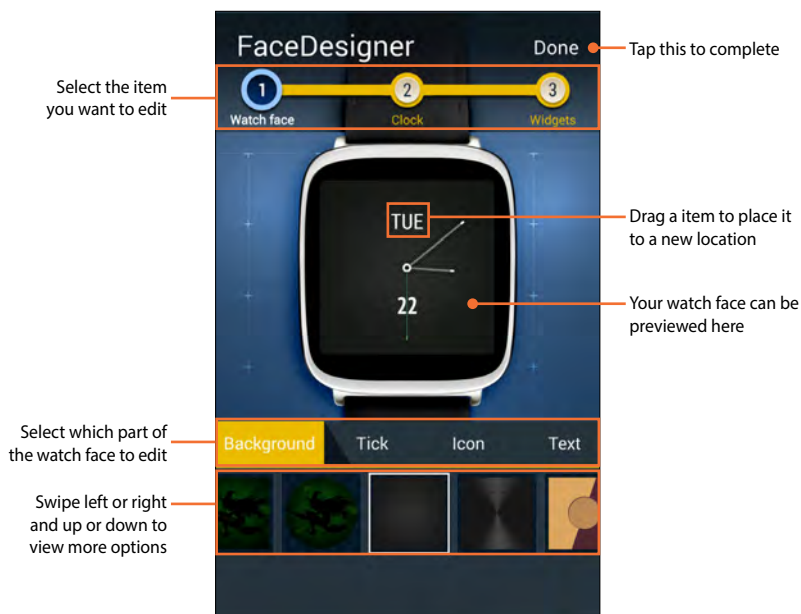 FaceDesigner
Done
Tap this to complete
Select the item
you want to edit
1
2
3
Watch face
Clock
Widgets
TUE
Drag a item to place it
to a new location
22
Your watch face can be
previewed here
Select which part of
the watch face to edit
Background
Tick
Icon
Text
Swipe left or right
and up or down to
view more options